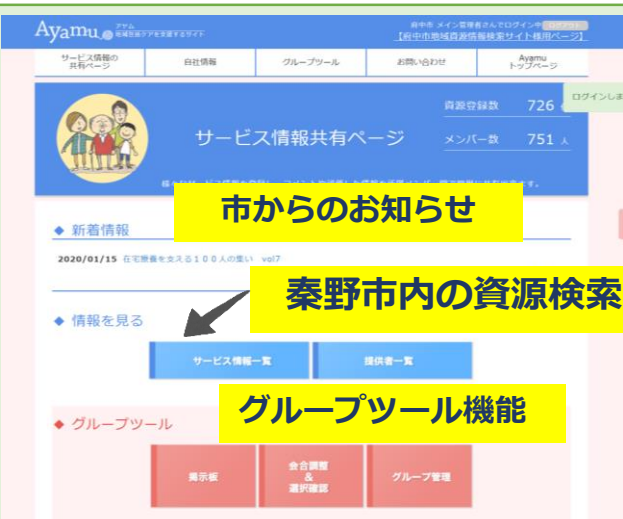 Ayamu アヤム 地域包括ケアを支援するサイト
府中市 メイン管理者さんでログイン中 ログアウト
【府中市地域資源情報検索サイト様用ページ】
サービス情報の
共有ページ
自社情報
グループツール
お問い合わせ
Ayamu
トップページ
ログインしま
サービス情報共有ページ
資源登録数 726
メンバー数 751 人
市からのお知らせ
◆ 新着情報
2020/01/15 在宅療養を支える100人の集い vol7
秦野市内の資源検索
◆ 情報を見る
サービス情報一覧
提供者一覧
グループツール機能
◆ グループツール
掲示板
会合調整
&
選択確認
グループ管理